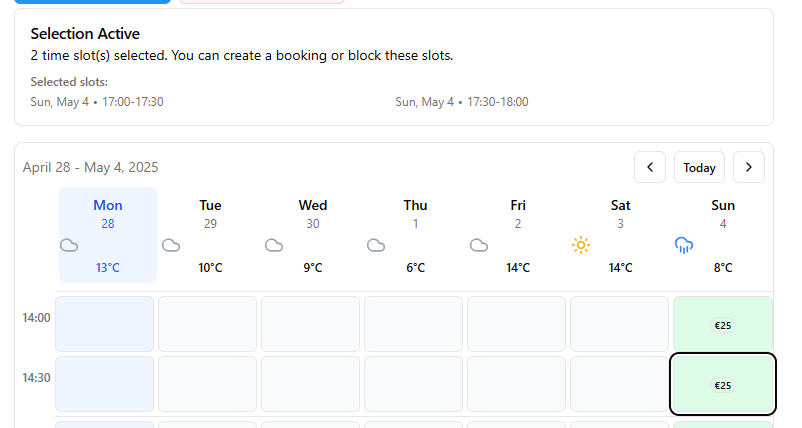 Selection Active
2 time slot(s) selected. You can create a booking or block these slots.
Selected slots:
Sun, May 4 • 17:00-17:30 Sun, May 4 • 17:30-18:00
April 28 - May 4, 2025 Today
Mon Tue Wed Thu Fri Sat Sun
28 29 30 1 2 3 4
13°C 10°C 9°C 6°C 14°C 14°C 8°C
14:00 €25
14:30 €25